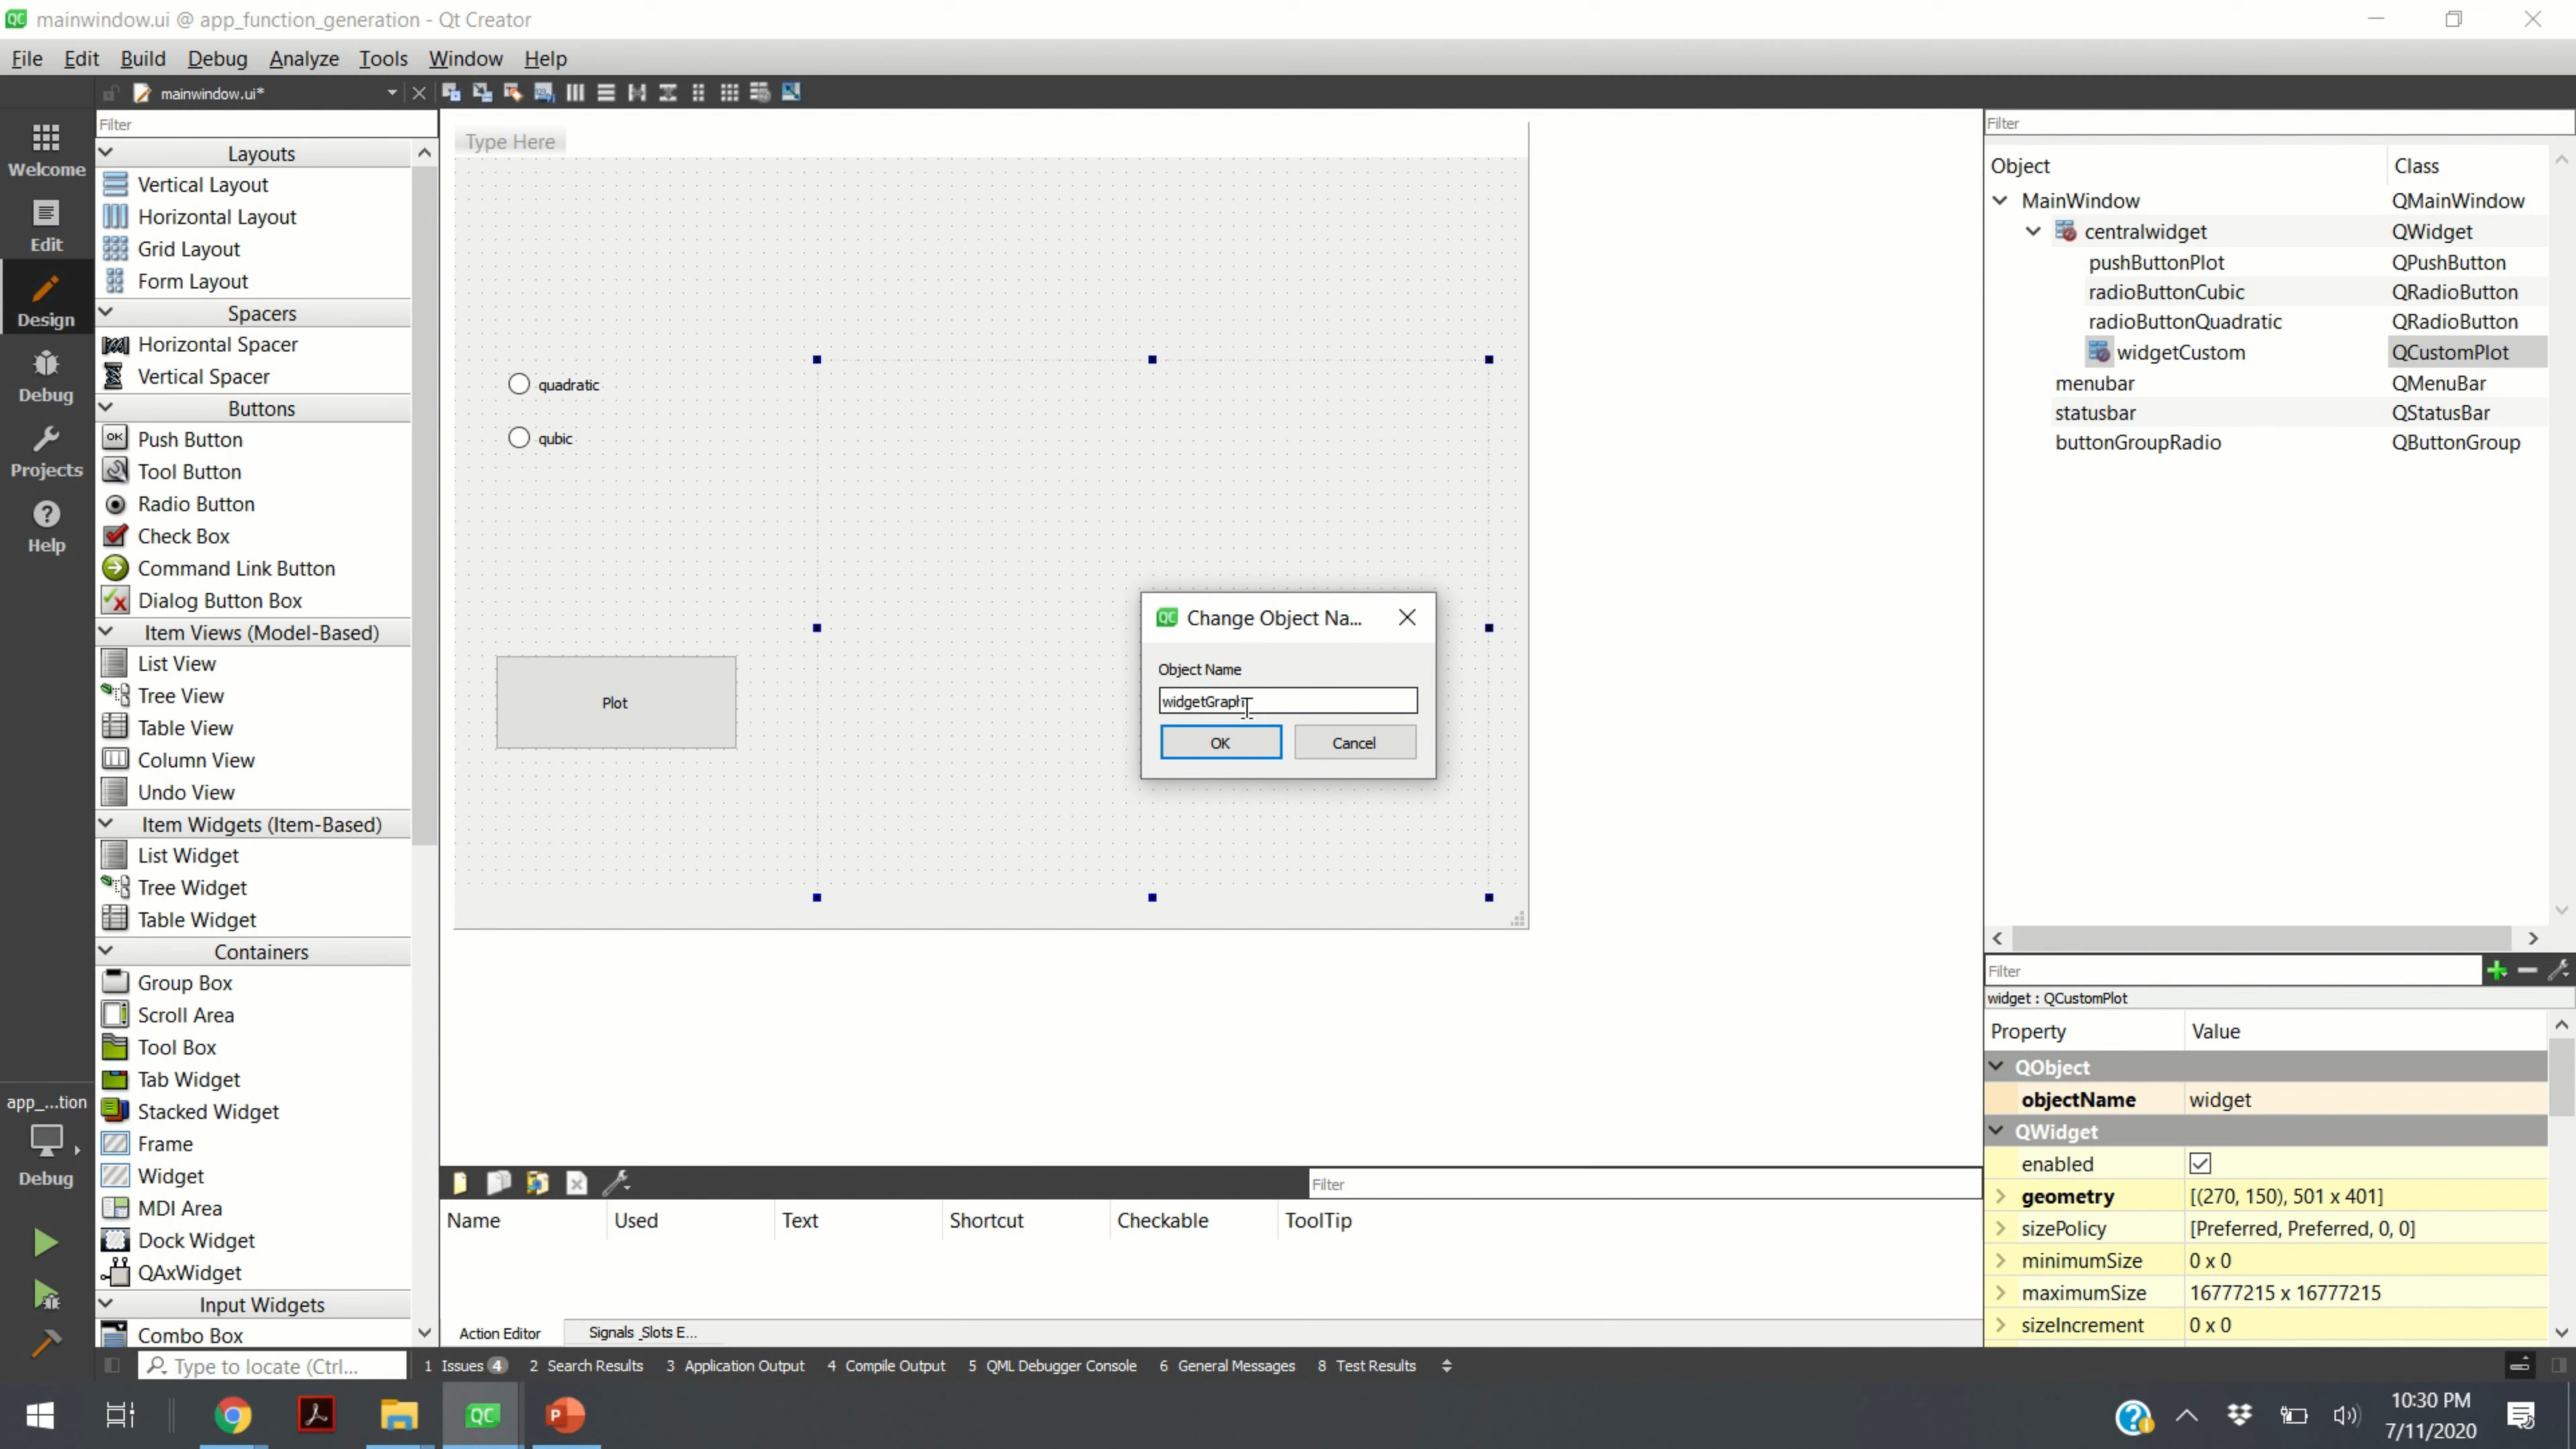 QC mainwindow.ui @ app_function_generation - Qt Creator
File Edit Build Debug Analyze Tools Window Help
mainwindow.ui*
Filter
Layouts
Vertical Layout
Horizontal Layout
Grid Layout
Form Layout
Spacers
Horizontal Spacer
Vertical Spacer
Buttons
OK Push Button
Tool Button
Radio Button
Check Box
Command Link Button
Dialog Button Box
Item Views (Model-Based)
List View
Tree View
Table View
Column View
Undo View
Item Widgets (Item-Based)
List Widget
Tree Widget
Table Widget
Containers
Group Box
Scroll Area
Tool Box
Tab Widget
Stacked Widget
Frame
Widget
MDI Area
Dock Widget
QAxWidget
Input Widgets
Combo Box
Welcome
Edit
Design
Debug
Projects
Help
app_...tion
Debug
Type Here
quadratic
qubic
Plot
QC Change Object Na...
Object Name
widgetGraph
OK Cancel
Filter
Name Used Text Shortcut Checkable ToolTip
Action Editor Signals _Slots E...
Filter
Object Class
MainWindow QMainWindow
centralwidget QWidget
pushButtonPlot QPushButton
radioButtonCubic QRadioButton
radioButtonQuadratic QRadioButton
widgetCustom QCustomPlot
menubar QMenuBar
statusbar QStatusBar
buttonGroupRadio QButtonGroup
Filter
widget : QCustomPlot
Property Value
QObject
objectName widget
QWidget
enabled
geometry [(270, 150), 501 x 401]
sizePolicy [Preferred, Preferred, 0, 0]
minimumSize 0 x 0
maximumSize 16777215 x 16777215
sizeIncrement 0 x 0
Type to locate (Ctrl... 1 Issues 4 2 Search Results 3 Application Output 4 Compile Output 5 QML Debugger Console 6 General Messages 8 Test Results
QC P
10:30 PM
7/11/2020